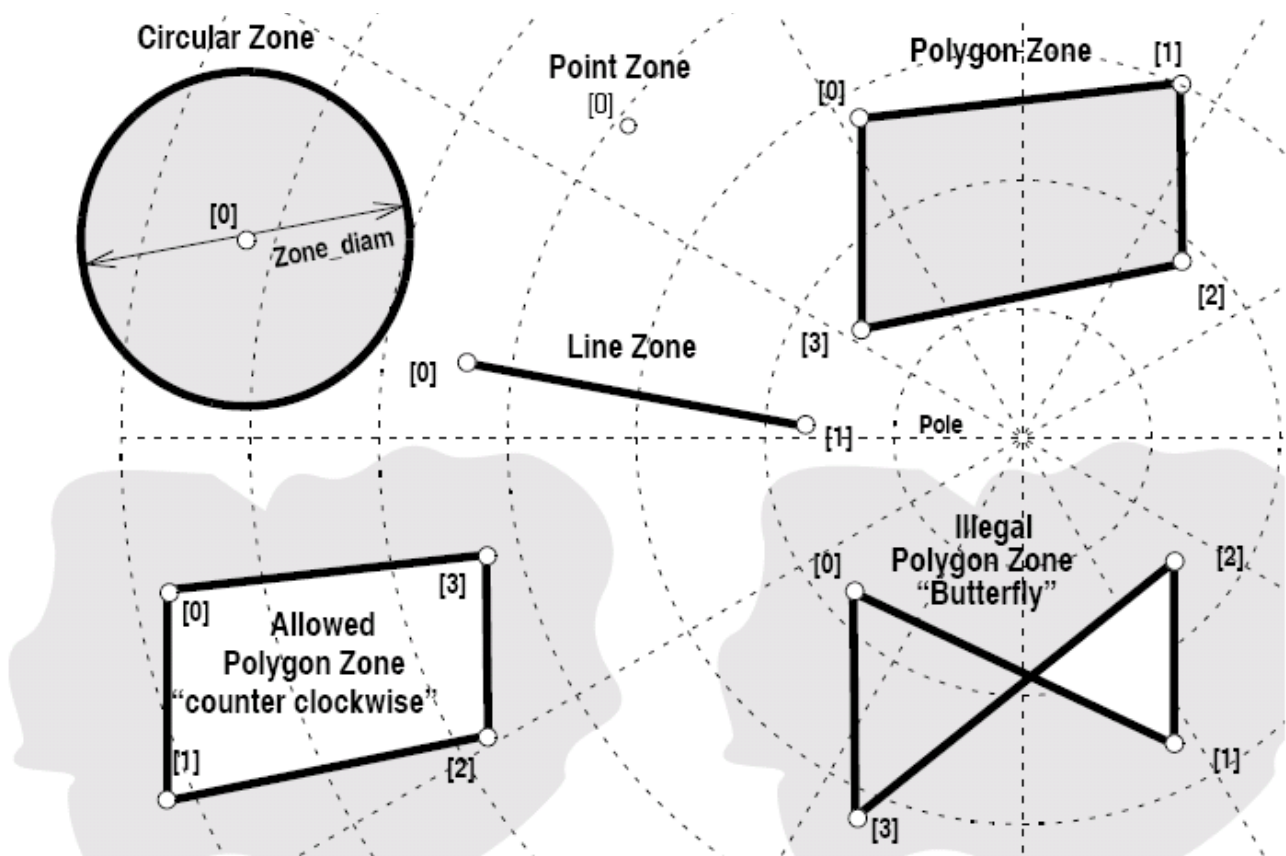 Circular Zone
[0]
Zone_diam
Point Zone
[0]
Polygon Zone
[0]
[1]
[2]
[3]
Line Zone
[0]
[1]
Pole
[0]
[3]
Allowed
Polygon Zone
“counter clockwise”
[1]
[2]
Illegal
Polygon Zone
“Butterfly”
[0]
[2]
[1]
[3]